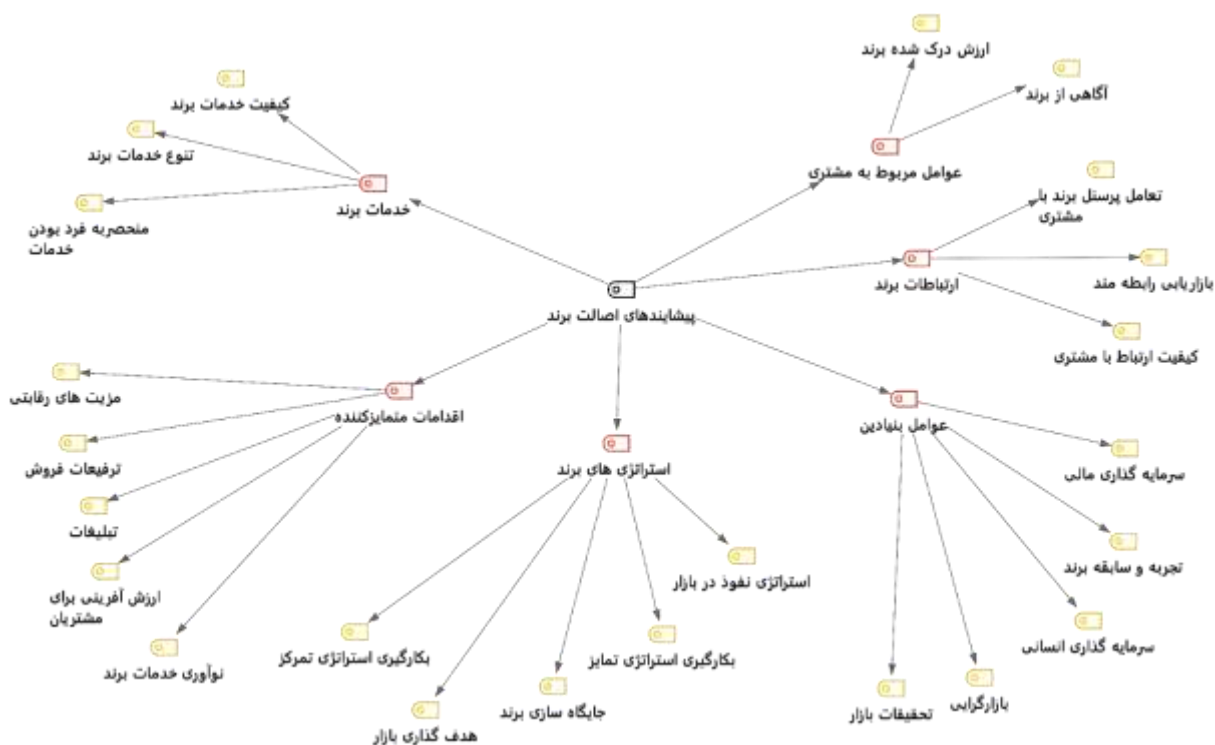 ارزش درک شده برند
آگاهی از برند
عوامل مربوط به مشتری
کیفیت خدمات برند
تنوع خدمات برند
منحصربه فرد بودن
خدمات
خدمات برند
تعامل پرسنل برند با
مشتری
بازاریابی رابطه مند
کیفیت ارتباط با مشتری
ارتباطات برند
پیشایندهای اصالت برند
مزیت های رقابتی
ترفیعات فروش
تبلیغات
ارزش آفرینی برای
مشتریان
نوآوری خدمات برند
اقدامات متمایزکننده
استراتژی های برند
استراتژی نفوذ در بازار
بکارگیری استراتژی تمایز
جایگاه سازی برند
هدف گذاری بازار
بکارگیری استراتژی تمرکز
عوامل بنیادین
سرمایه گذاری مالی
تجربه و سابقه برند
سرمایه گذاری انسانی
بازارگرایی
تحقیقات بازار